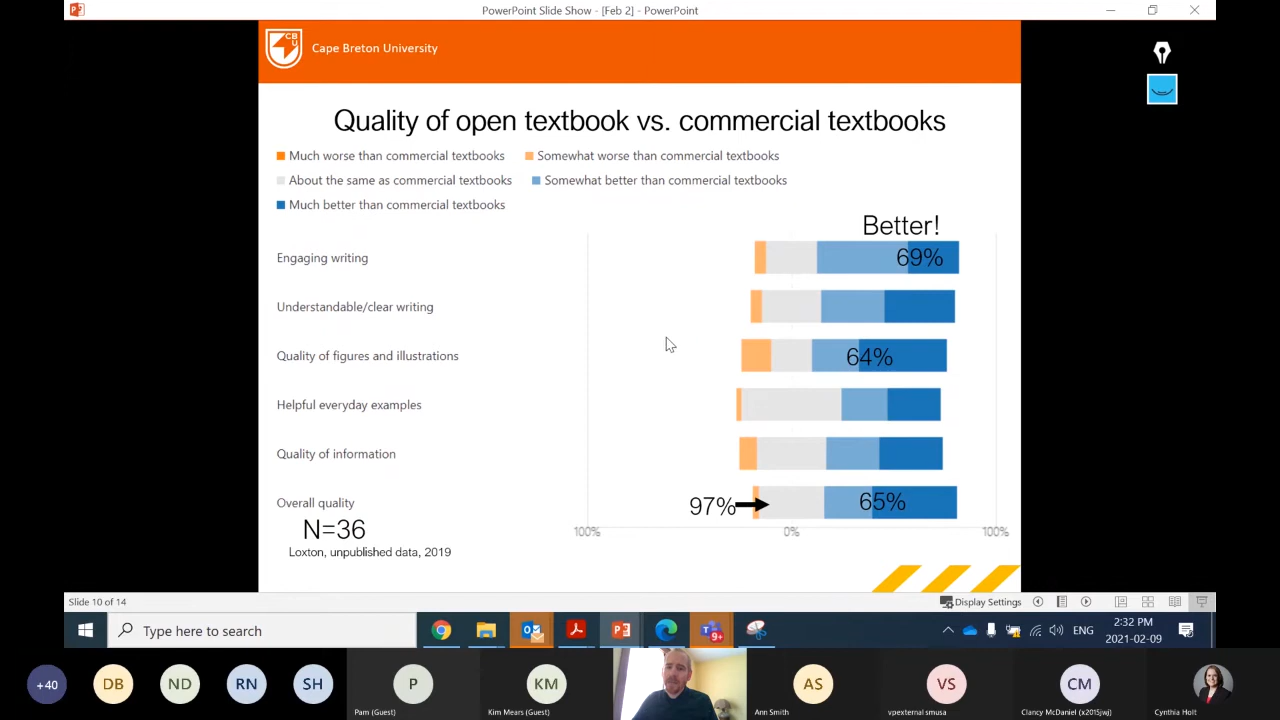 PowerPoint Slide Show - [Feb 2] - PowerPoint
CBU
Cape Breton University
Quality of open textbook vs. commercial textbooks
Much worse than commercial textbooks
Somewhat worse than commercial textbooks
About the same as commercial textbooks
Somewhat better than commercial textbooks
Much better than commercial textbooks
Better!
Engaging writing
69%
Understandable/clear writing
Quality of figures and illustrations
64%
Helpful everyday examples
Quality of information
Overall quality
97%
65%
N=36
100%
0%
100%
Loxton, unpublished data, 2019
Slide 10 of 14
Display Settings
Type here to search
9+
ENG
2:32 PM
2021-02-09
+40
DB
ND
RN
SH
P
Pam (Guest)
KM
Kim Mears (Guest)
AS
Ann Smith
VS
vpexternal smusa
CM
Clancy McDaniel (x2015jwj)
Cynthia Holt